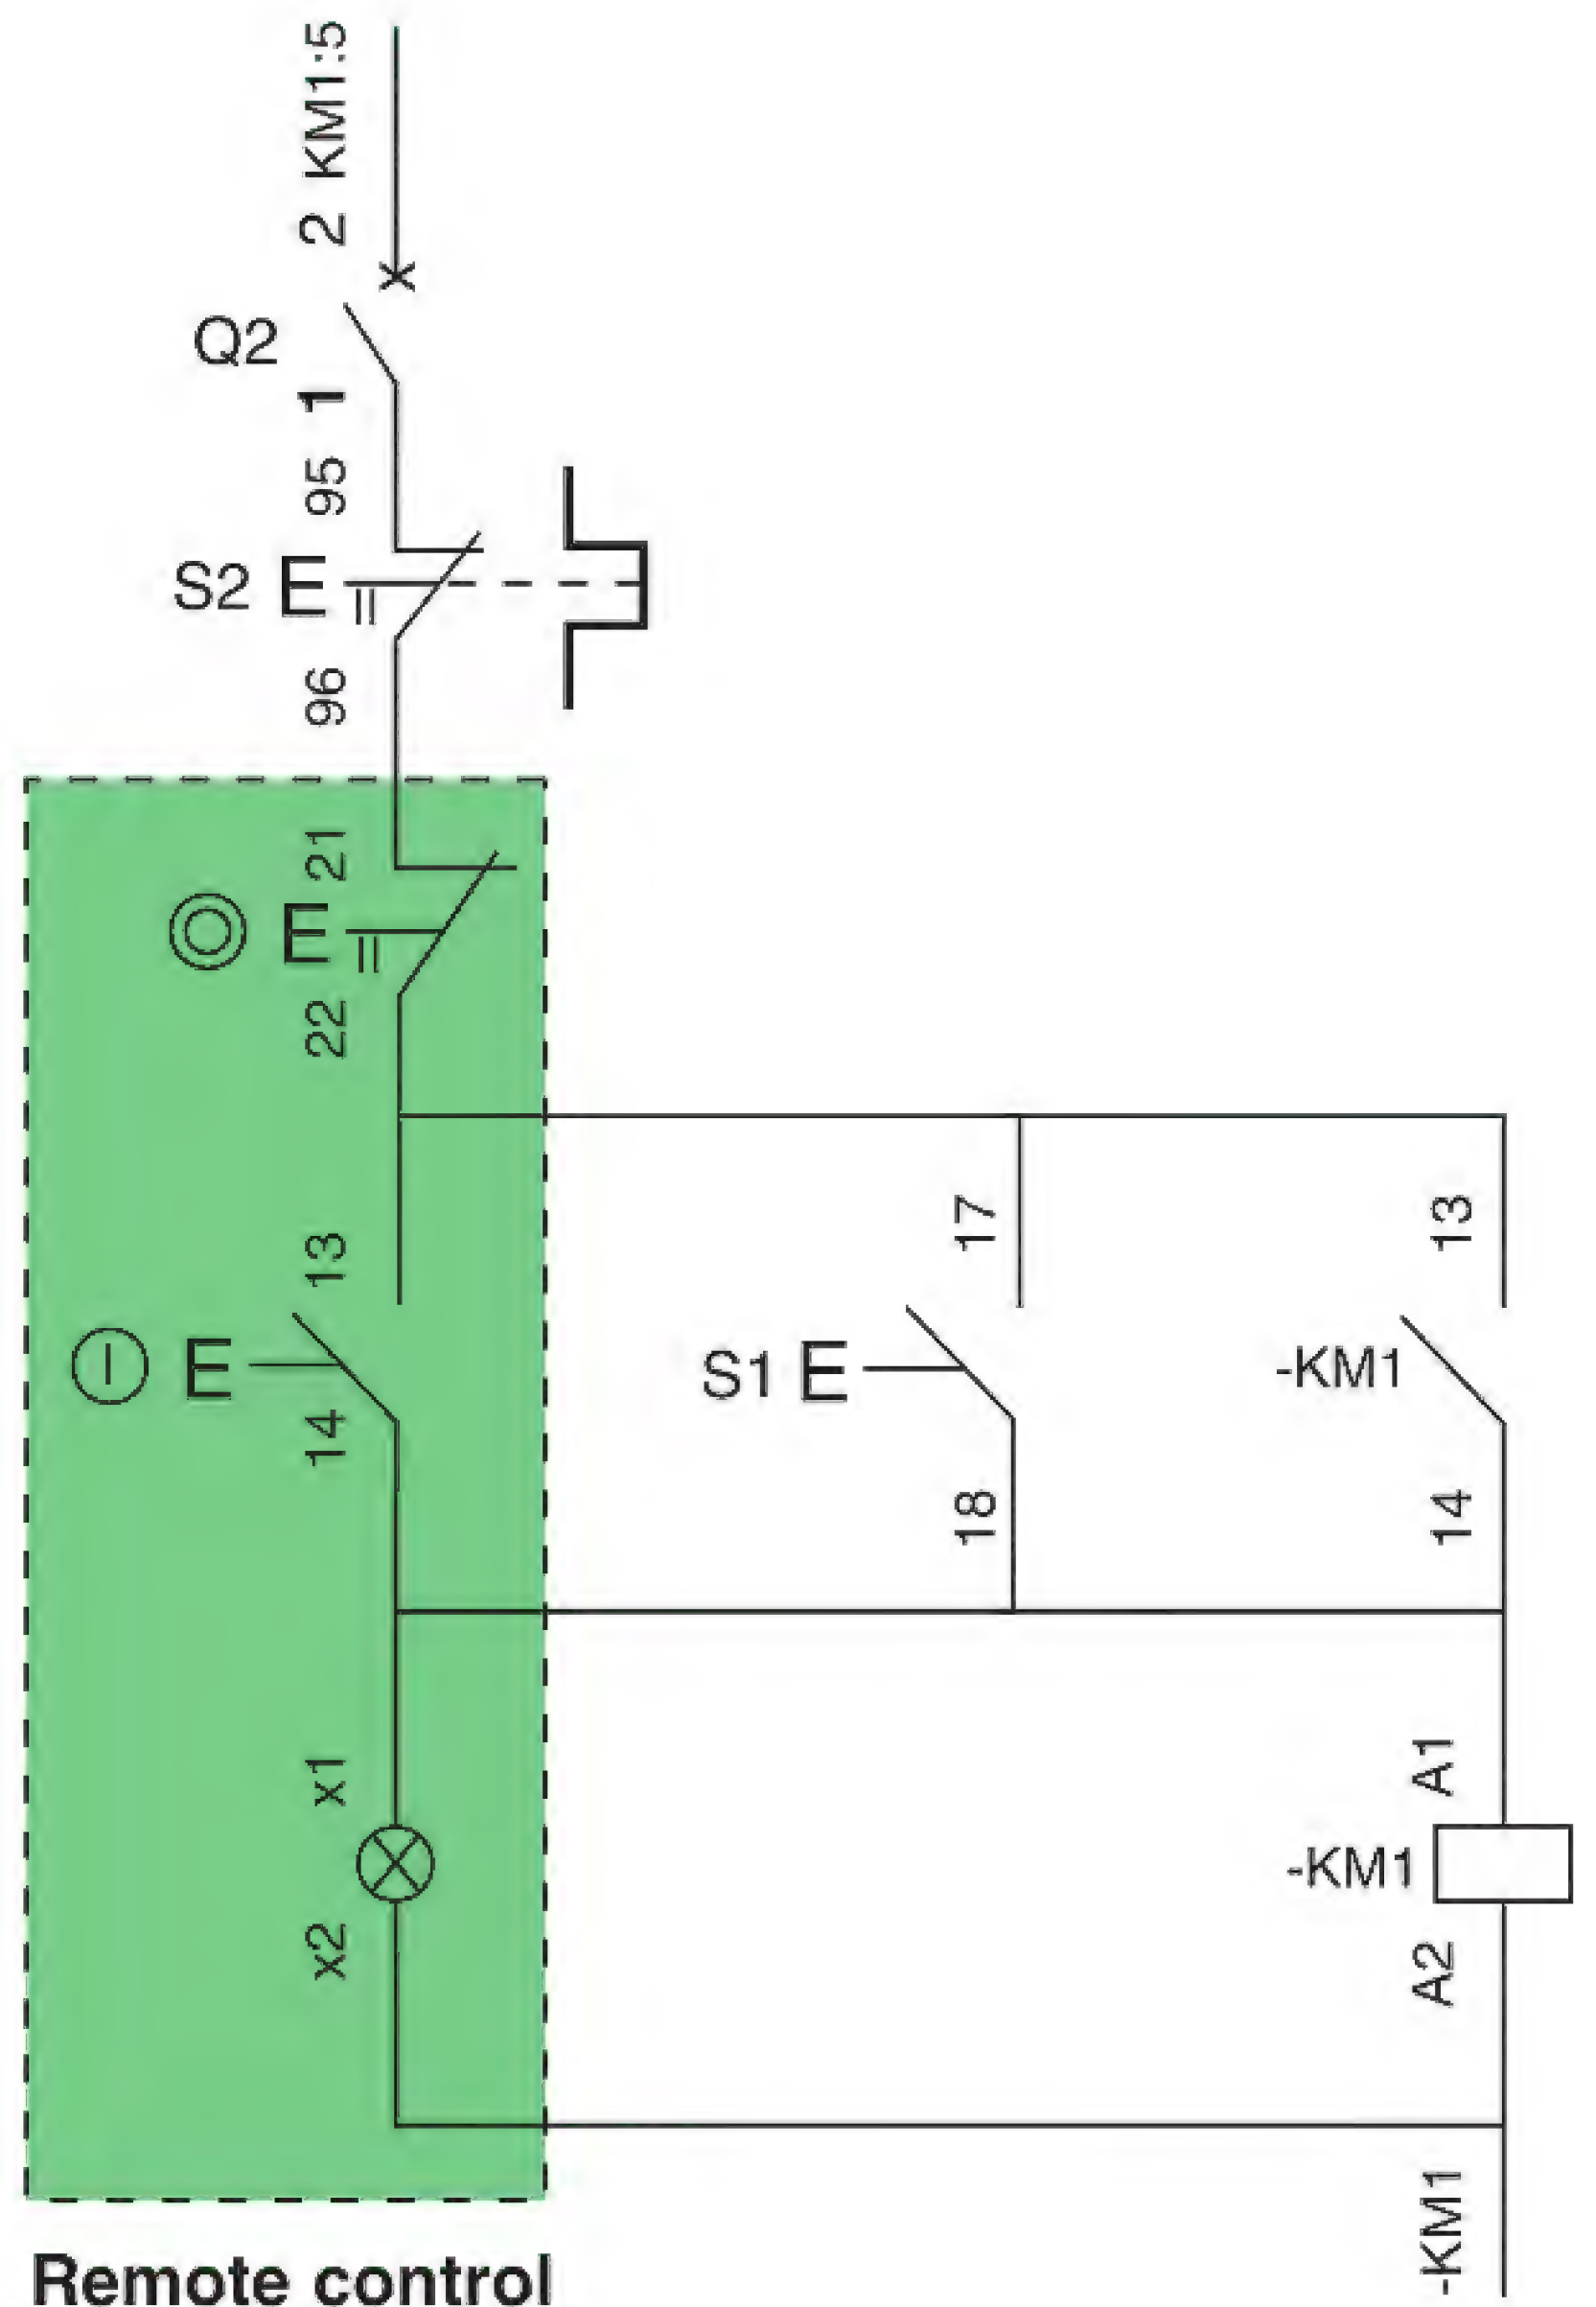 2 KM1:5
Q2
1
95
S2 E
96
21
E
22
13
17
13
I E
S1 E
-KM1
14
18
14
x1
A1
-KM1
x2
A2
-KM1
Remote control